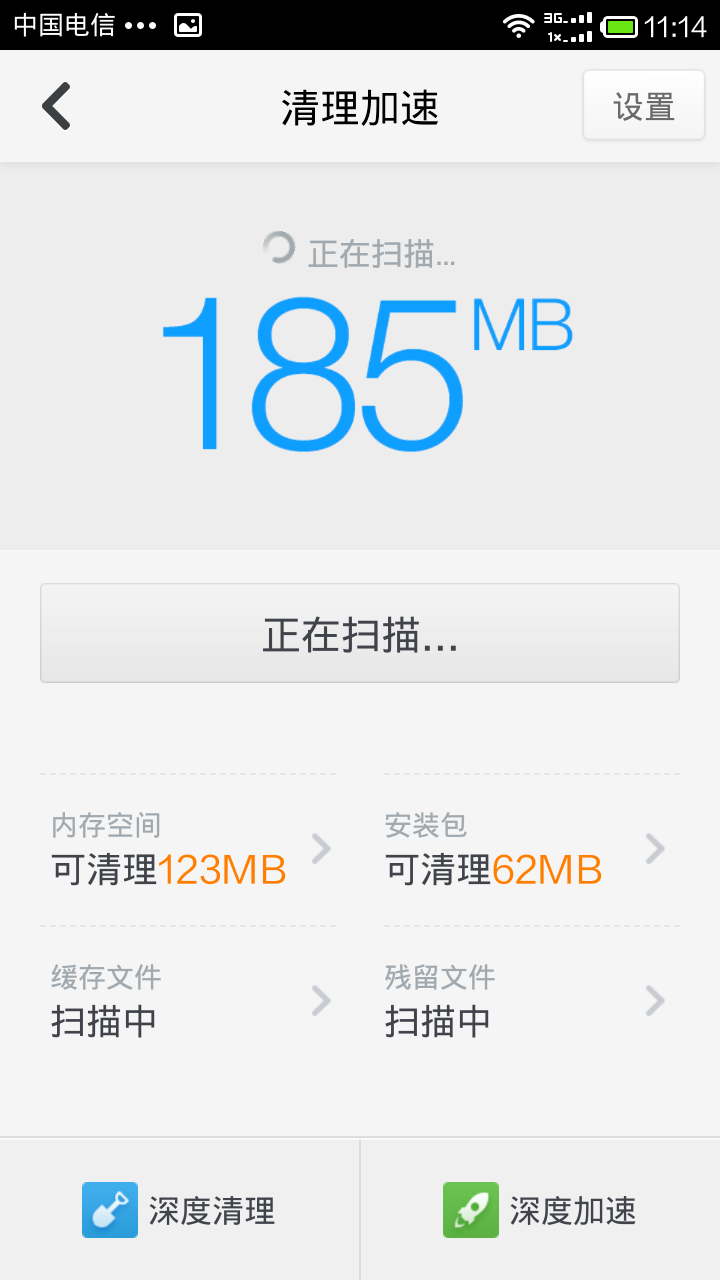 中国电信 ••• 3G 1x 11:14
清理加速 设置
正在扫描...
185MB
正在扫描...
内存空间 安装包
可清理123MB 可清理62MB
缓存文件 残留文件
扫描中 扫描中
深度清理 深度加速